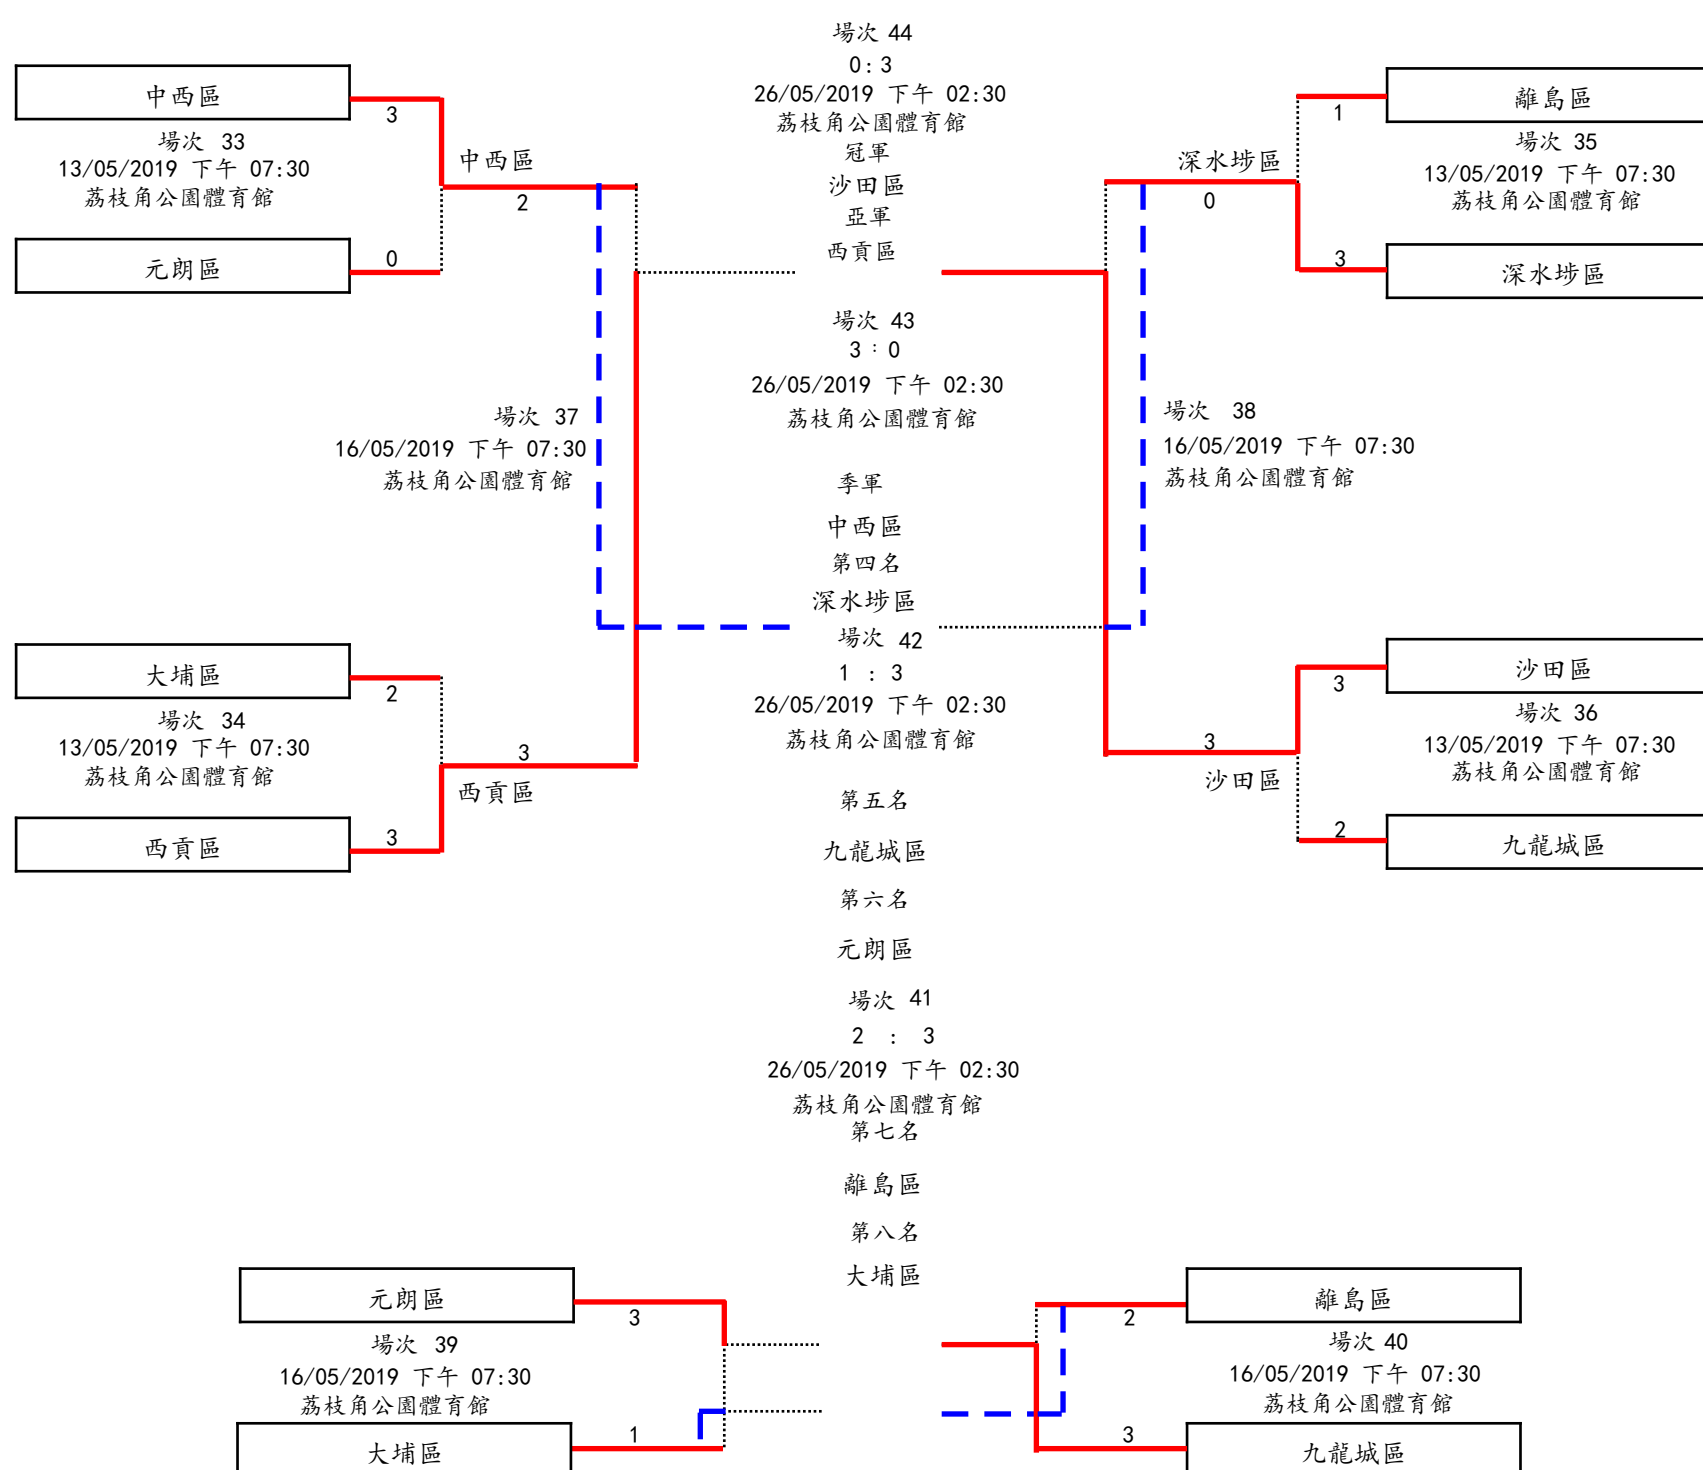 場次 44
0:3
26/05/2019 下午 02:30
荔枝角公園體育館
冠軍
沙田區
亞軍
西貢區
中西區
3
場次 33
13/05/2019 下午 07:30
荔枝角公園體育館
元朗區
0
中西區
2
離島區
1
場次 35
13/05/2019 下午 07:30
荔枝角公園體育館
深水埗區
3
深水埗區
0
場次 43
3:0
26/05/2019 下午 02:30
荔枝角公園體育館
場次 37
16/05/2019 下午 07:30
荔枝角公園體育館
場次 38
16/05/2019 下午 07:30
荔枝角公園體育館
季軍
中西區
第四名
深水埗區
場次 42
1 : 3
26/05/2019 下午 02:30
荔枝角公園體育館
大埔區
2
場次 34
13/05/2019 下午 07:30
荔枝角公園體育館
西貢區
3
3
西貢區
沙田區
3
場次 36
13/05/2019 下午 07:30
荔枝角公園體育館
九龍城區
2
3
沙田區
第五名
九龍城區
第六名
元朗區
場次 41
2 : 3
26/05/2019 下午 02:30
荔枝角公園體育館
第七名
離島區
第八名
大埔區
元朗區
3
場次 39
16/05/2019 下午 07:30
荔枝角公園體育館
大埔區
1
離島區
2
場次 40
16/05/2019 下午 07:30
荔枝角公園體育館
九龍城區
3